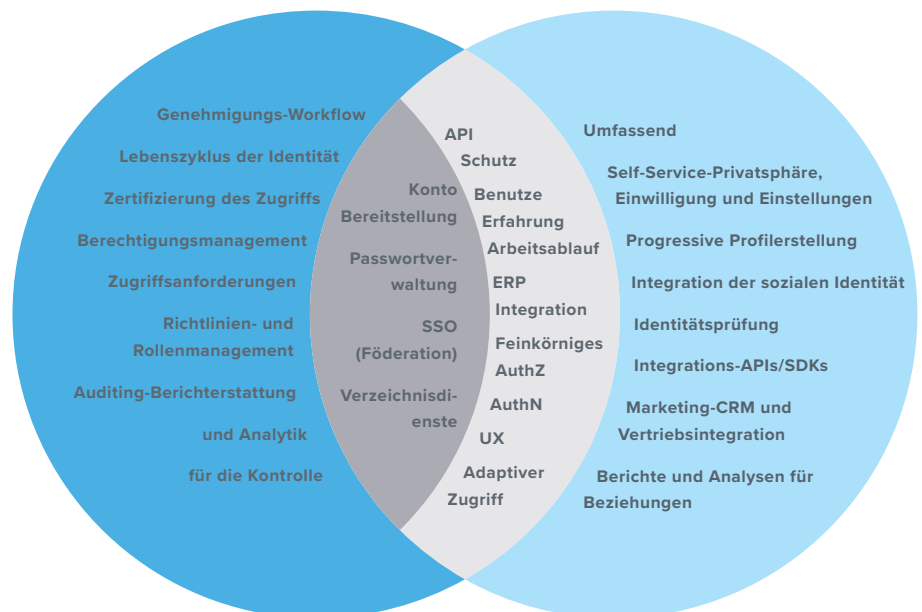 Genehmigungs-Workflow
Lebenszyklus der Identität
Zertifizierung des Zugriffs
Berechtigungsmanagement
Zugriffsanforderungen
Richtlinien- und
Rollenmanagement
Auditing-Berichterstattung
und Analytik
für die Kontrolle
Konto
Bereitstellung
Passwortver-
waltung
SSO
(Föderation)
Verzeichnisdi-
enste
API
Schutz
Benutze
Erfahrung
Arbeitsablauf
ERP
Integration
Feinkörniges
AuthZ
AuthN
UX
Adaptiver
Zugriff
Umfassend
Self-Service-Privatsphäre,
Einwilligung und Einstellungen
Progressive Profilerstellung
Integration der sozialen Identität
Identitätsprüfung
Integrations-APIs/SDKs
Marketing-CRM und
Vertriebsintegration
Berichte und Analysen für
Beziehungen